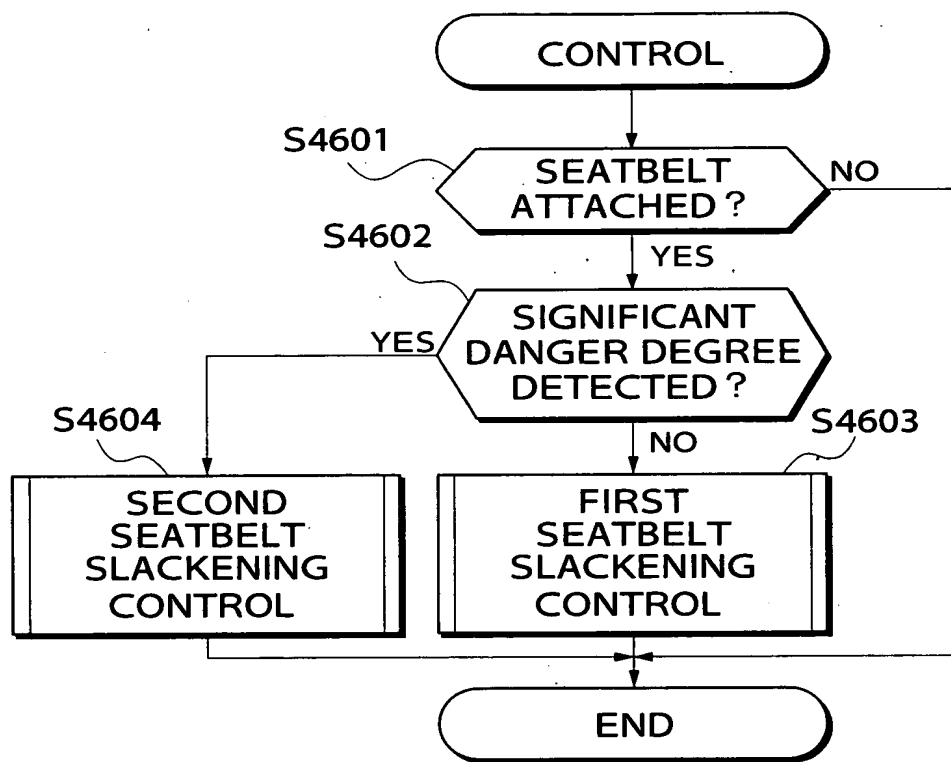 CONTROL
S4601
SEATBELT
ATTACHED?
NO
YES
S4602
SIGNIFICANT
DANGER DEGREE
DETECTED?
YES
NO
S4604
SECOND
SEATBELT
SLACKENING
CONTROL
S4603
FIRST
SEATBELT
SLACKENING
CONTROL
END